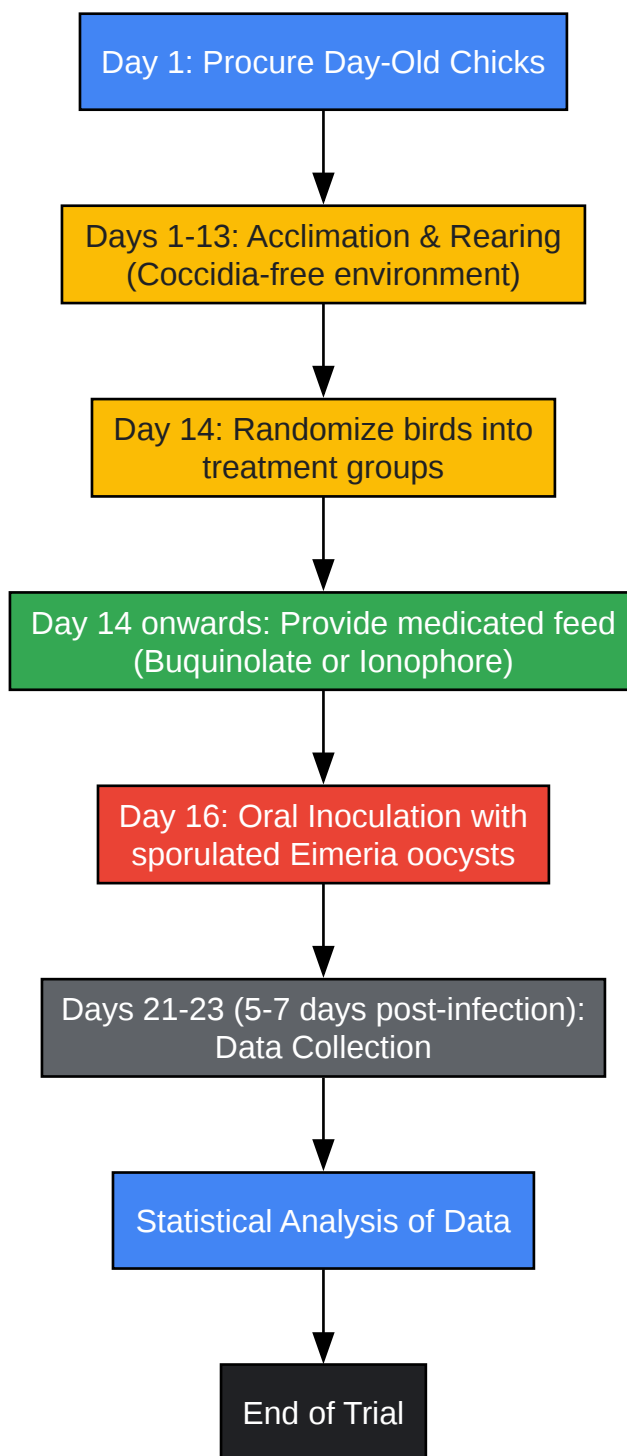 Day 1: Procure Day-Old Chicks
Days 1-13: Acclimation & Rearing
(Coccidia-free environment)
Day 14: Randomize birds into
treatment groups
Day 14 onwards: Provide medicated feed
(Buquinolate or Ionophore)
Day 16: Oral Inoculation with
sporulated Eimeria oocysts
Days 21-23 (5-7 days post-infection):
Data Collection
Statistical Analysis of Data
End of Trial